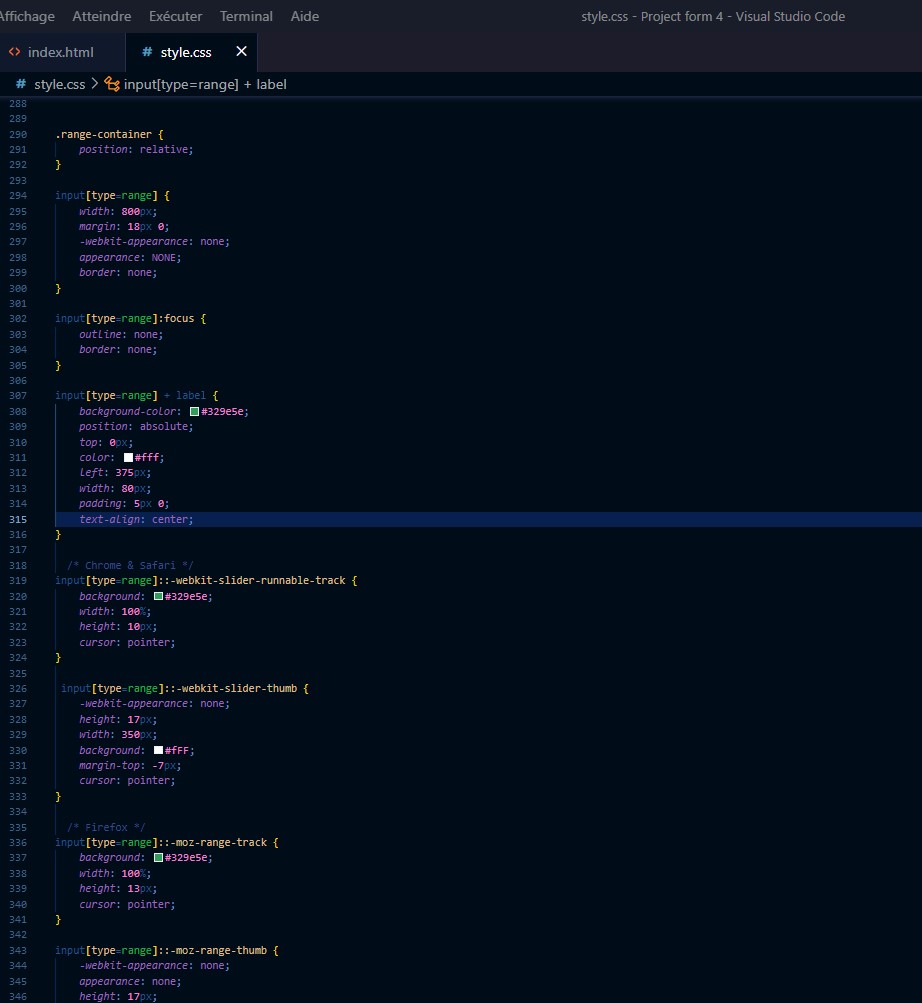 Affichage Atteindre Exécuter Terminal Aide style.css - Project form 4 - Visual Studio Code
<> index.html # style.css ×
# style.css > input[type=range] + label
288
289
290 .range-container {
291 position: relative;
292 }
293
294 input[type=range] {
295 width: 800px;
296 margin: 18px 0;
297 -webkit-appearance: none;
298 appearance: NONE;
299 border: none;
300 }
301
302 input[type=range]:focus {
303 outline: none;
304 border: none;
305 }
306
307 input[type=range] + label {
308 background-color: #329e5e;
309 position: absolute;
310 top: 0px;
311 color: #fff;
312 left: 375px;
313 width: 80px;
314 padding: 5px 0;
315 text-align: center;
316 }
317
318 /* Chrome & Safari */
319 input[type=range]::-webkit-slider-runnable-track {
320 background: #329e5e;
321 width: 100%;
322 height: 10px;
323 cursor: pointer;
324 }
325
326 input[type=range]::-webkit-slider-thumb {
327 -webkit-appearance: none;
328 height: 17px;
329 width: 350px;
330 background: #fFF;
331 margin-top: -7px;
332 cursor: pointer;
333 }
334
335 /* Firefox */
336 input[type=range]::-moz-range-track {
337 background: #329e5e;
338 width: 100%;
339 height: 13px;
340 cursor: pointer;
341 }
342
343 input[type=range]::-moz-range-thumb {
344 -webkit-appearance: none;
345 appearance: none;
346 height: 17px;